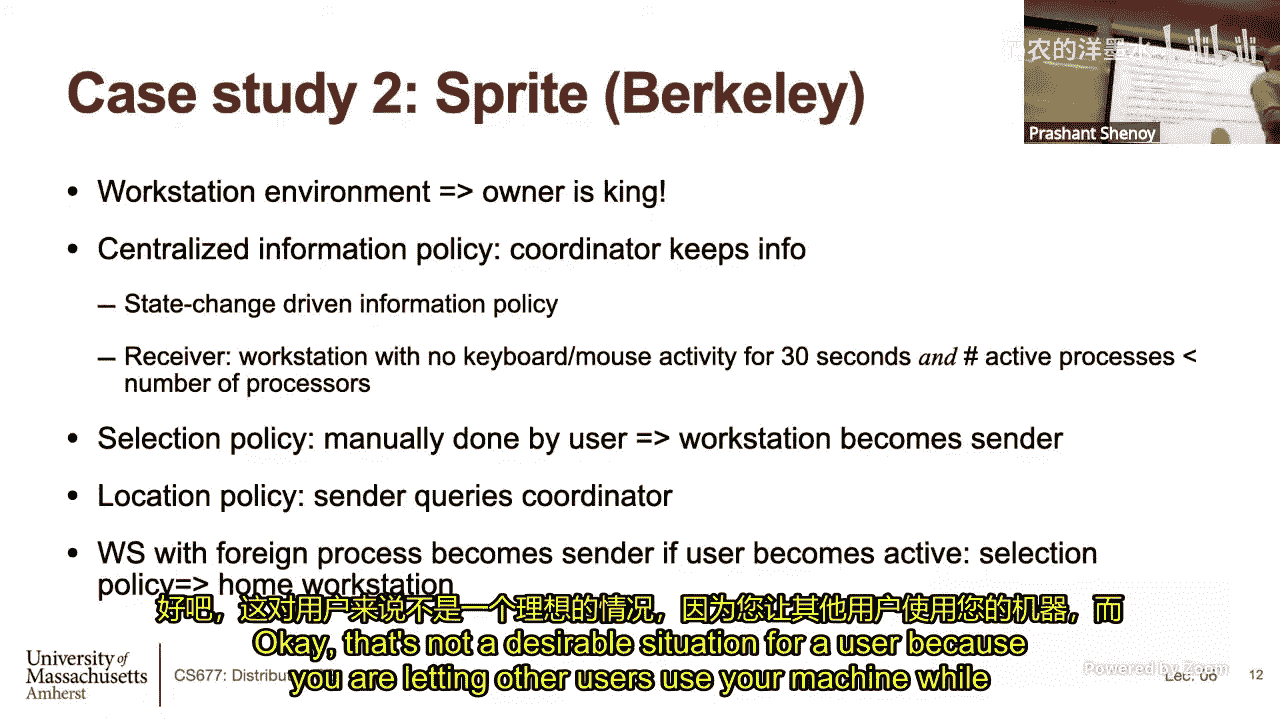 Case study 2: Sprite (Berkeley)
农的洋墨水 bilibili
Prashant Shenoy
• Workstation environment => owner is king!
• Centralized information policy: coordinator keeps info
– State-change driven information policy
– Receiver: workstation with no keyboard/mouse activity for 30 seconds and # active processes <
number of processors
• Selection policy: manually done by user => workstation becomes sender
• Location policy: sender queries coordinator
• WS with foreign process becomes sender if user becomes active: selection
policy=> home workstation
好吧，这对用户来说不是一个理想的情况，因为您让其他用户使用您的机器，而
Okay, that's not a desirable situation for a user because
you are letting other users use your machine while
University of
Massachusetts
Amherst
CS677: Distribut
Powered by Zoom
Lec. 06
12